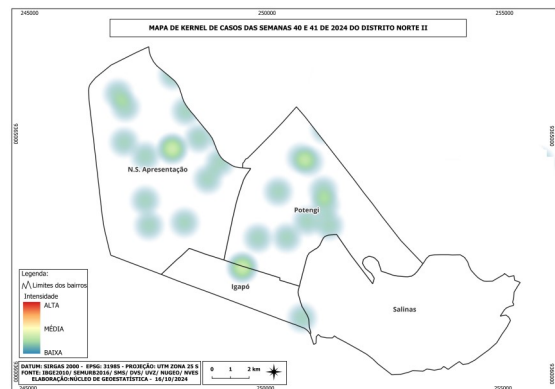 245000 250000 255000
MAPA DE KERNEL DE CASOS DAS SEMANAS 40 E 41 DE 2024 DO DISTRITO NORTE II
9365000 9365000
N.S. Apresentação
Potengi
Igapó
Salinas
Legenda:
Limites dos bairros
Intensidade
ALTA
MÉDIA
BAIXA
DATUM: SIRGAS 2000 - EPSG: 31985 - PROJEÇÃO: UTM ZONA 25 S
FONTE: IBGE2010/ SEMURB2016/ SMS/ DVS/ UVZ/ NUGEO/ NVES
ELABORAÇÃO:NÚCLEO DE GEOESTATÍSTICA - 16/10/2024
0 1 2 km
245000 250000 255000